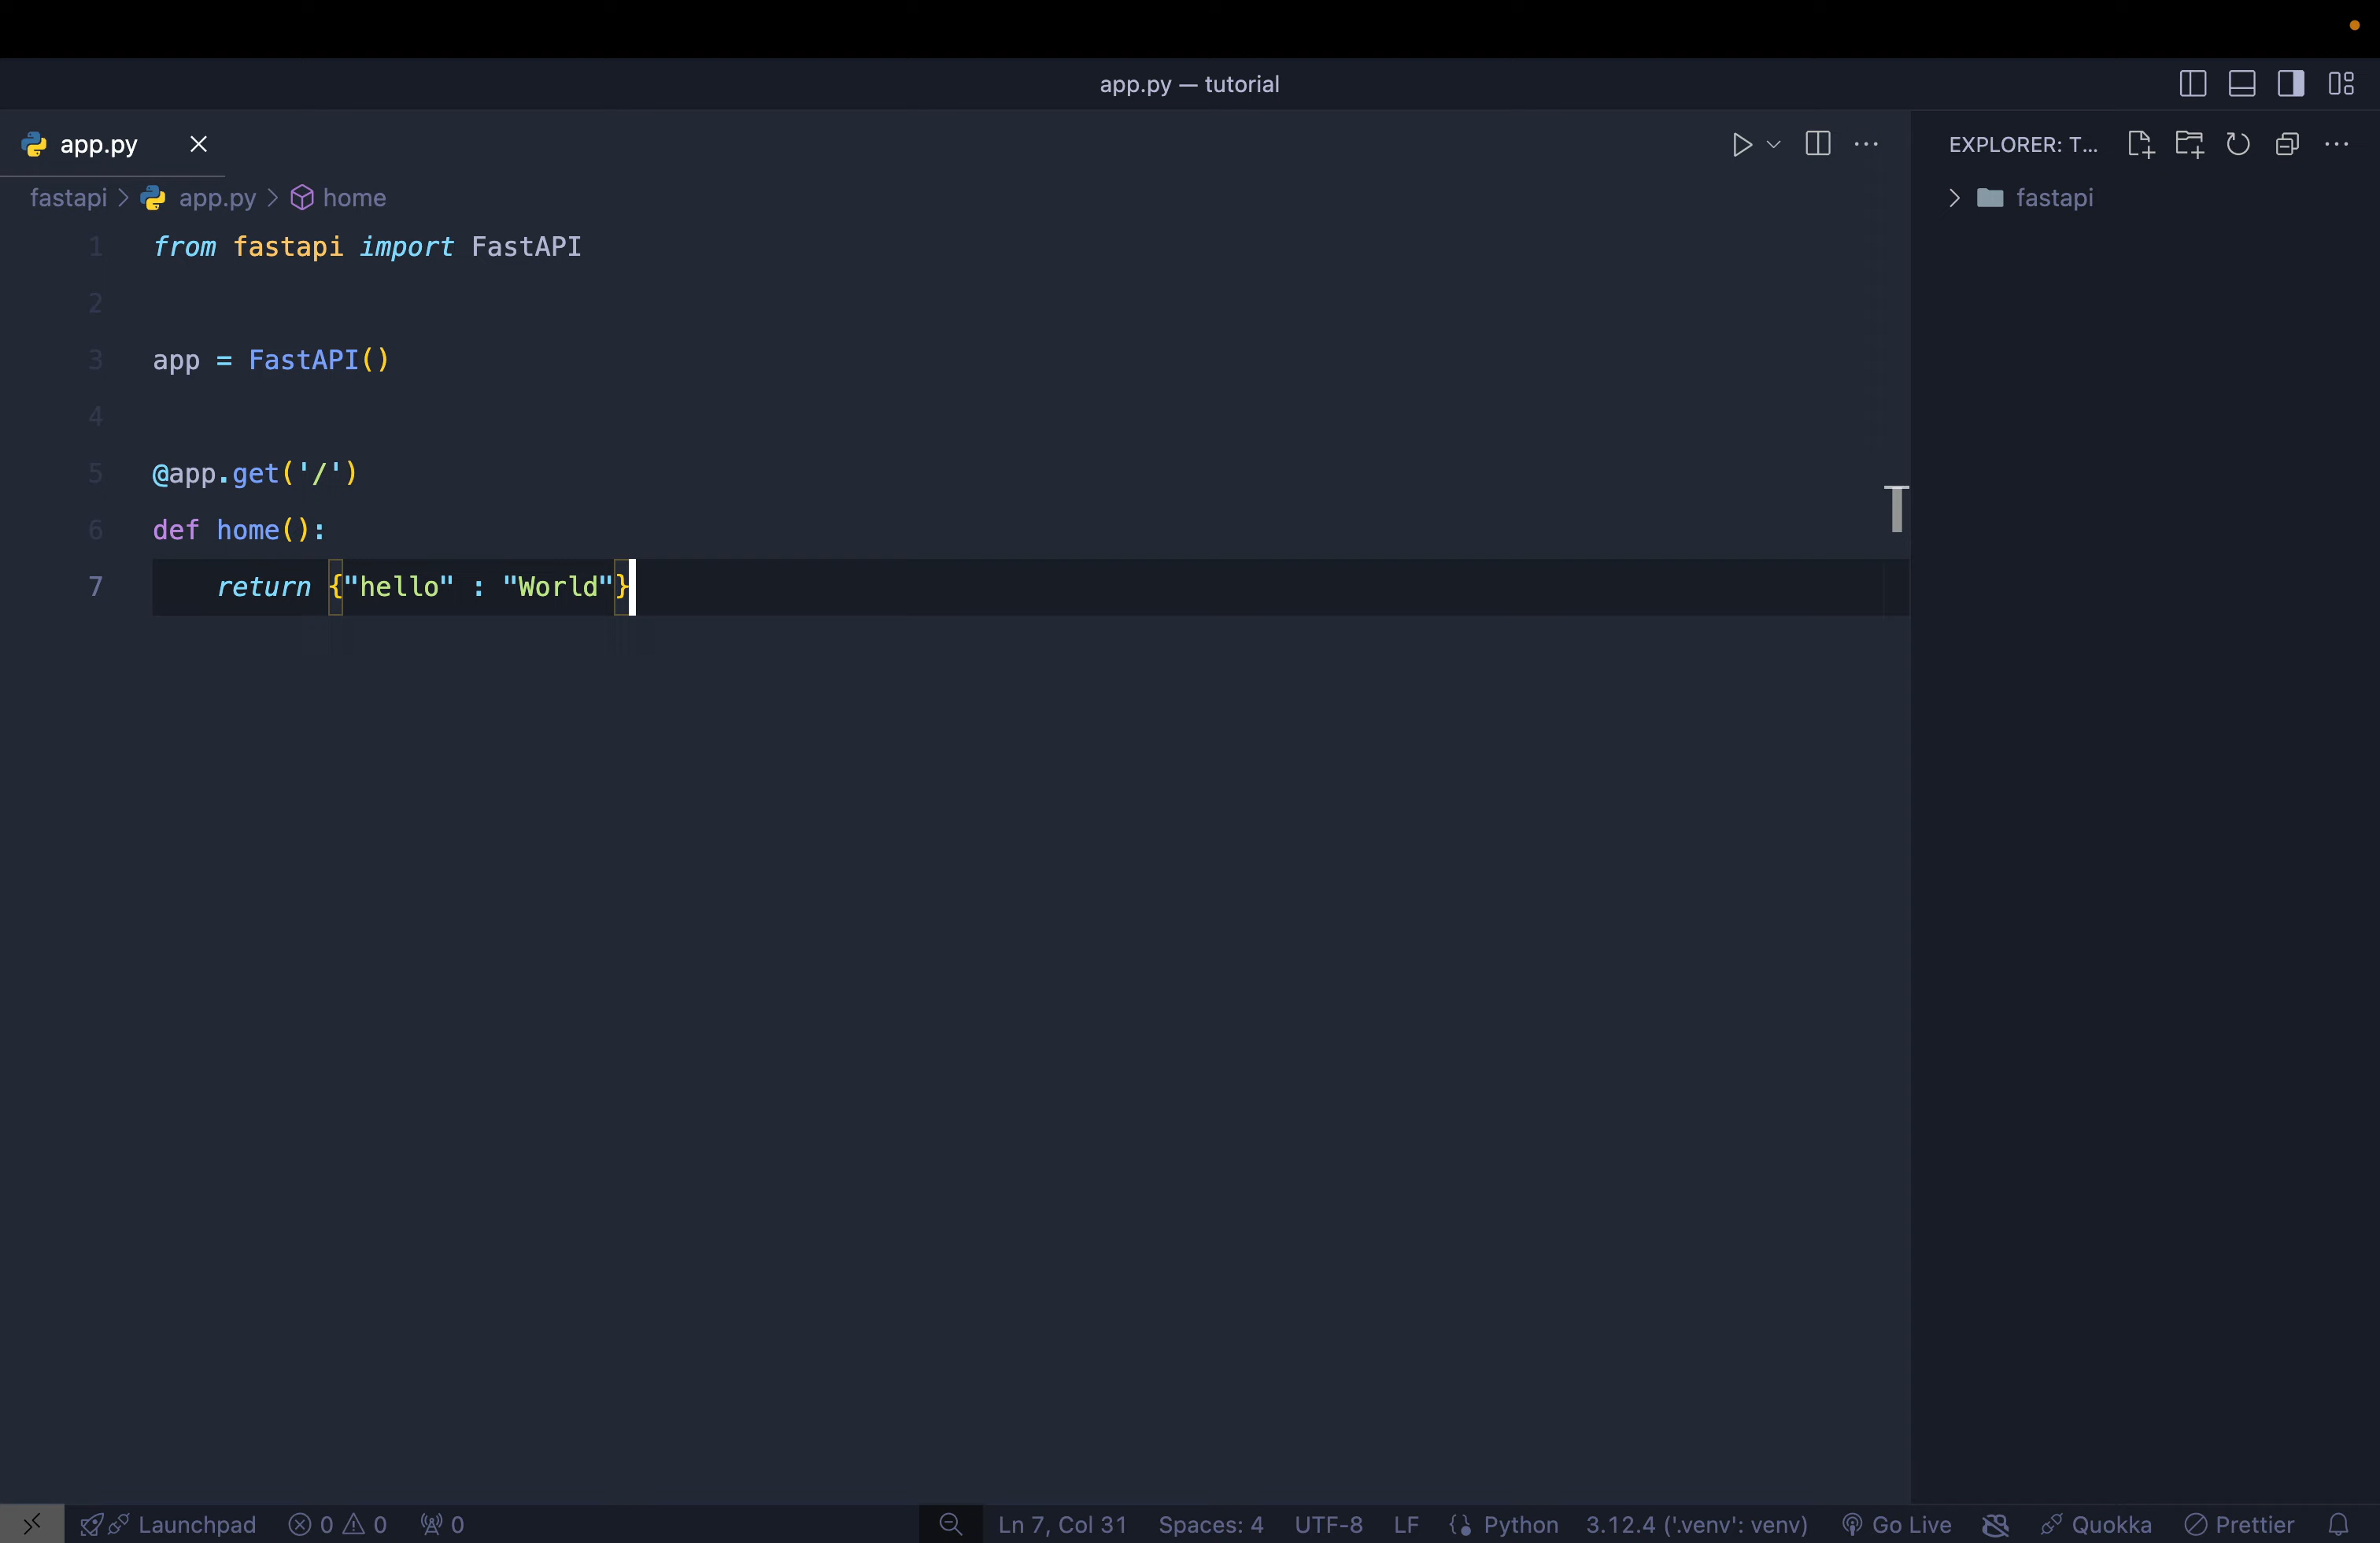 app.py — tutorial
app.py
EXPLORER: T...
fastapi > app.py > home
fastapi
1 from fastapi import FastAPI
2
3 app = FastAPI()
4
5 @app.get('/')
6 def home():
7     return {"hello" : "World"}
Launchpad 0 0 0 Ln 7, Col 31 Spaces: 4 UTF-8 LF Python 3.12.4 ('.venv': venv) Go Live Quokka Prettier